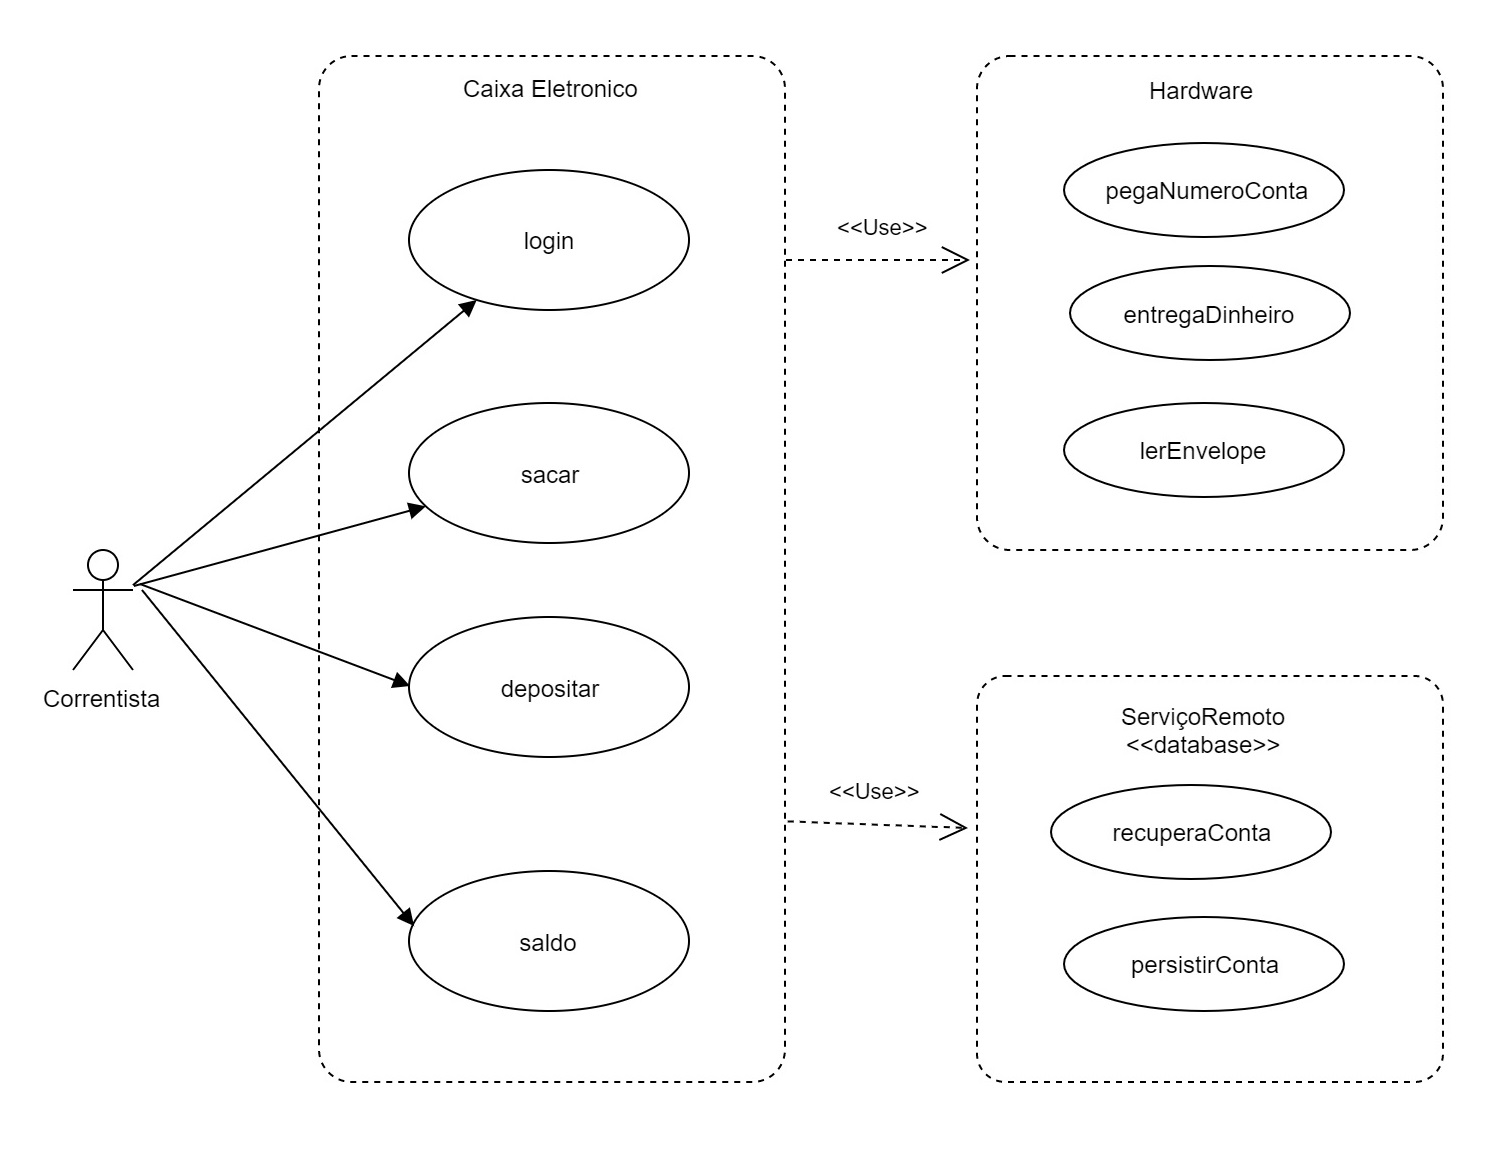 Caixa Eletronico
login
sacar
depositar
saldo
Correntista
<<Use>>
<<Use>>
Hardware
pegaNumeroConta
entregaDinheiro
lerEnvelope
ServiçoRemoto
<<database>>
recuperaConta
persistirConta